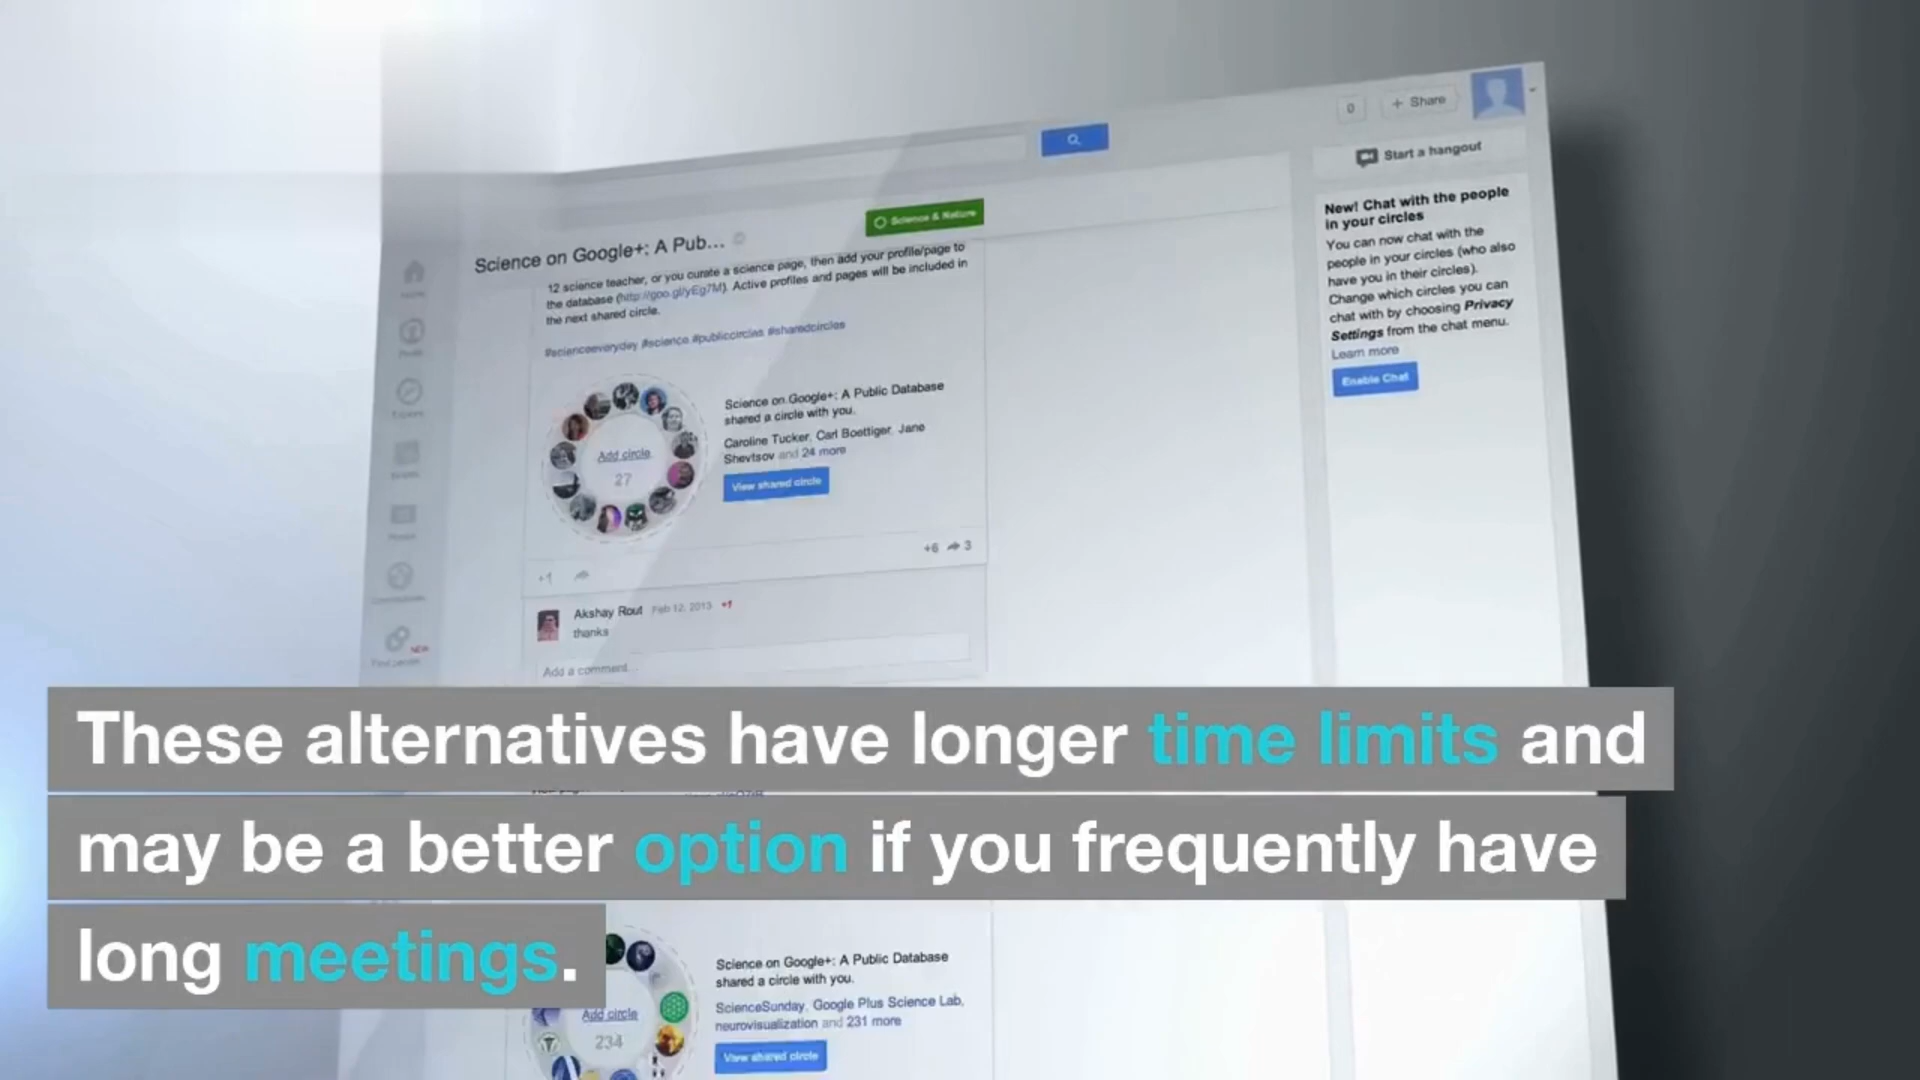 0
+ Share
Start a hangout
New! Chat with the people
in your circles
You can now chat with the
people in your circles (who also
have you in their circles).
Change which circles you can
chat with by choosing Privacy
Settings from the chat menu.
Learn more
Enable Chat
Science & Nature
Science on Google+: A Pub...
12 science teacher, or you curate a science page, then add your profile/page to
the database (http://goo.gl/yEg7M). Active profiles and pages will be included in
the next shared circle.
#scienceeveryday #science #publiccircles #sharedcircles
Add circle
27
Science on Google+: A Public Database
shared a circle with you.
Caroline Tucker, Carl Boettiger, Jane
Shevtsov and 24 more
View shared circle
+6 3
+1
Akshay Rout Feb 12, 2013 +1
thanks
Add a comment...
NEW
These alternatives have longer time limits and
may be a better option if you frequently have
long meetings.
Add circle
234
Science on Google+: A Public Database
shared a circle with you.
ScienceSunday, Google Plus Science Lab,
neurovisualization and 231 more
View shared circle